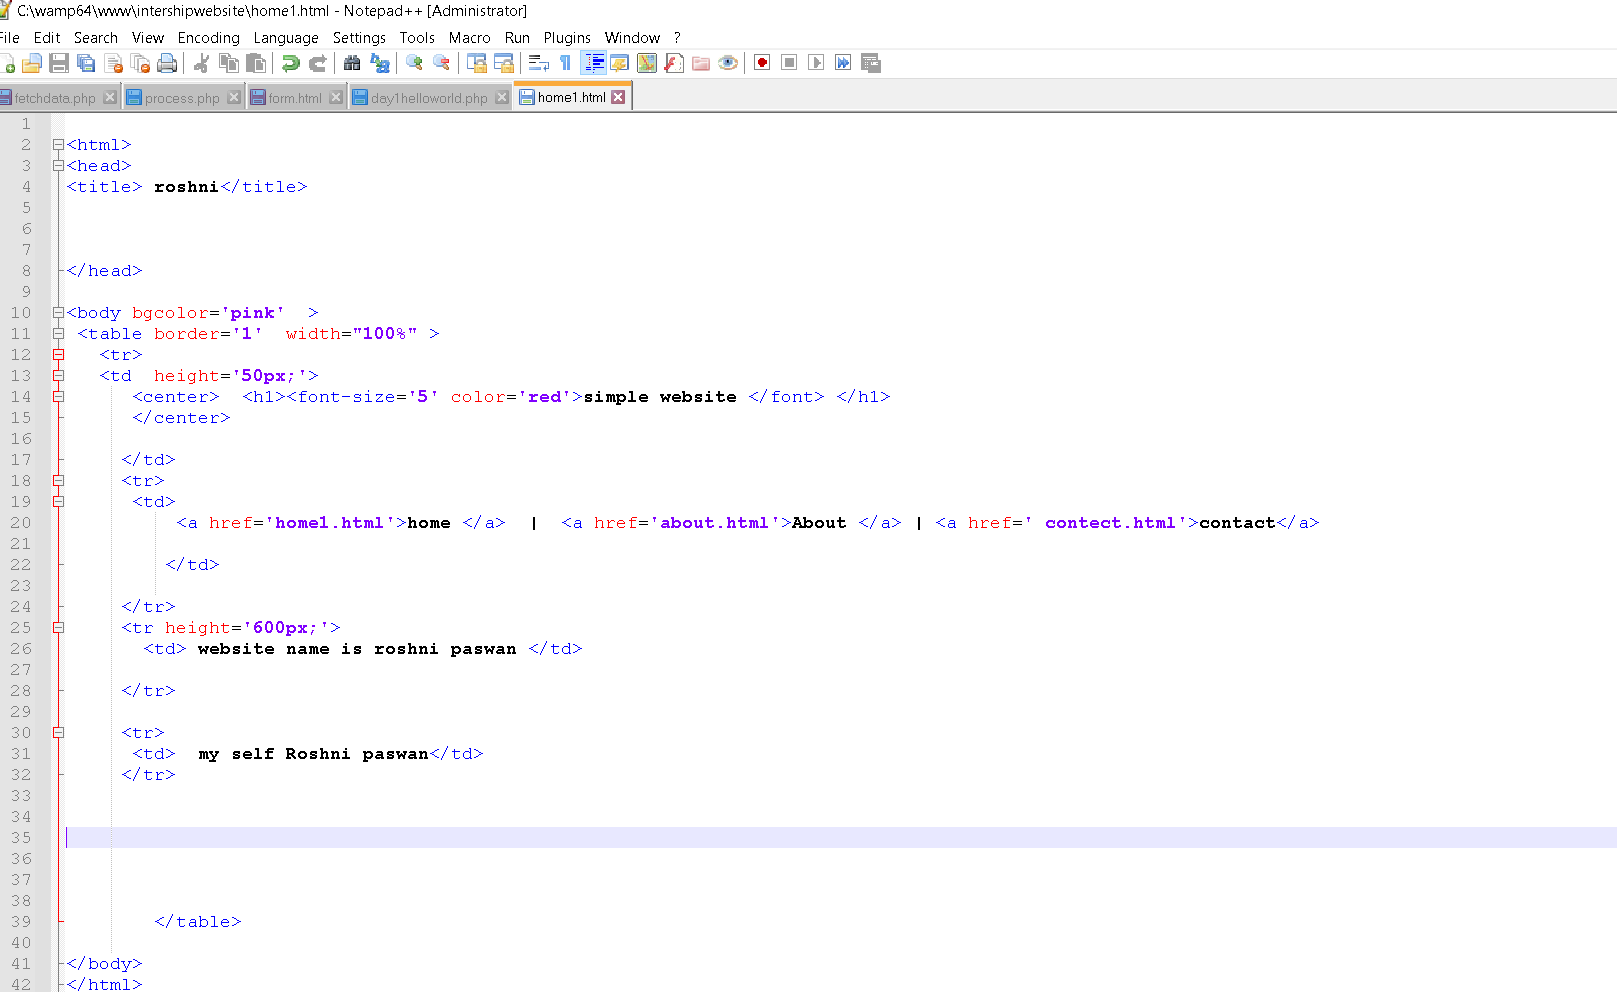 C:\wamp64\www\intershipwebsite\home1.html - Notepad++ [Administrator]
File Edit Search View Encoding Language Settings Tools Macro Run Plugins Window ?
fetchdata.php process.php form.html day1helloworld.php home1.html
1
2 <html>
3 <head>
4 <title> roshni</title>
5
6
7
8 </head>
9
10 <body bgcolor='pink'  >
11 <table border='1'  width="100%" >
12 <tr>
13 <td  height='50px;'>
14 <center>  <h1><font-size='5' color='red'>simple website </font> </h1>
15 </center>
16
17 </td>
18 <tr>
19 <td>
20 <a href='home1.html'>home </a>  |  <a href='about.html'>About </a> | <a href=' contect.html'>contact</a>
21
22 </td>
23
24 </tr>
25 <tr height='600px;'>
26 <td> website name is roshni paswan </td>
27
28 </tr>
29
30 <tr>
31 <td>  my self Roshni paswan</td>
32 </tr>
33
34
35
36
37
38
39 </table>
40
41 </body>
42 </html>